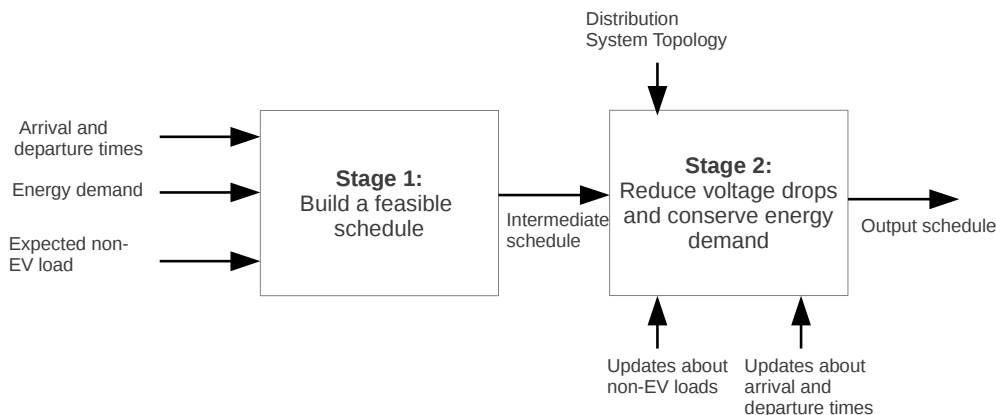 Distribution
System Topology
Arrival and
departure times
Energy demand
Expected non-
EV load
Stage 1:
Build a feasible
schedule
Intermediate
schedule
Stage 2:
Reduce voltage drops
and conserve energy
demand
Output schedule
Updates about
non-EV loads
Updates about
arrival and
departure times